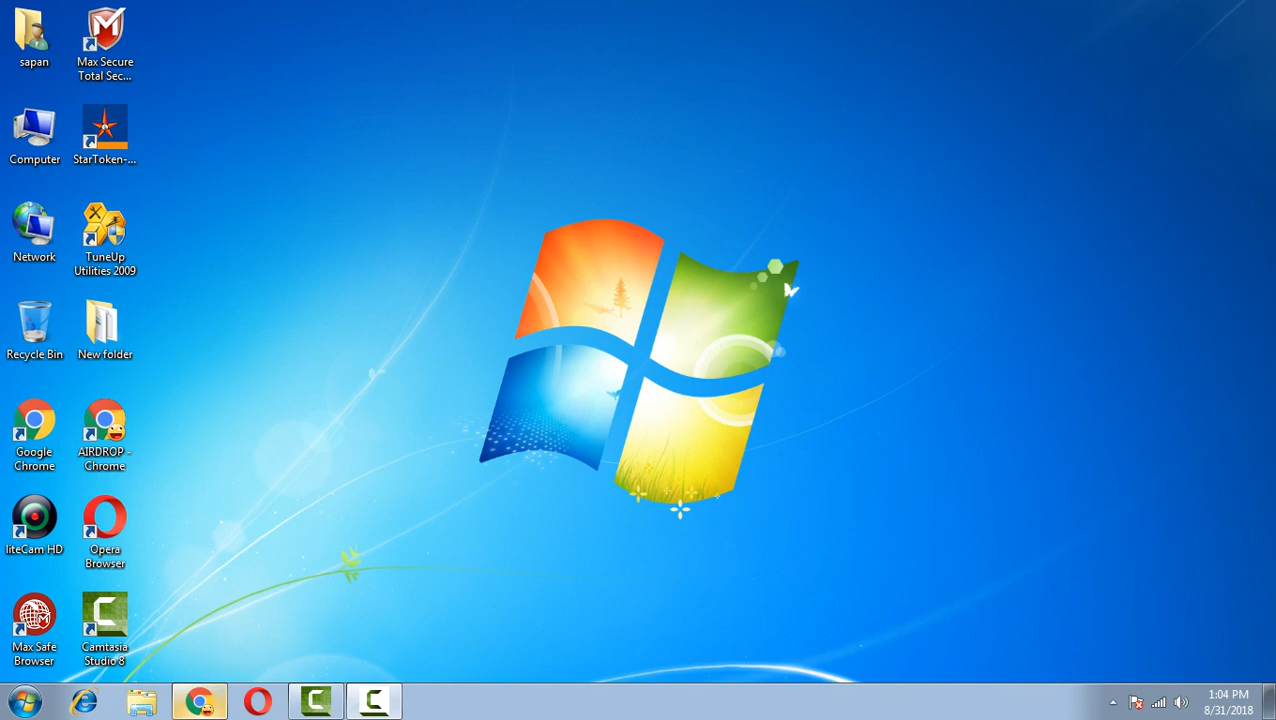 sapan
Max Secure
Total Sec...
Computer
StarToken-...
Network
TuneUp
Utilities 2009
Recycle Bin
New folder
Google
Chrome
AIRDROP -
Chrome
liteCam HD
Opera
Browser
Max Safe
Browser
Camtasia
Studio 8
1:04 PM
8/31/2018